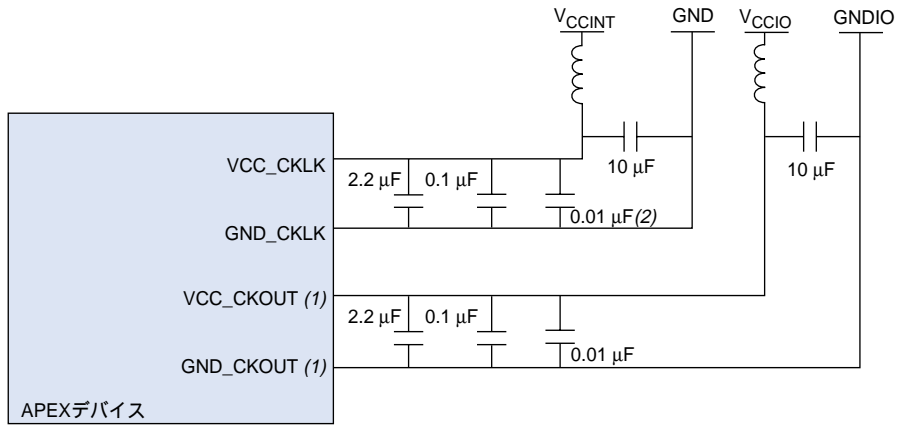 VCCINT GND VCCIO GNDIO
10 µF 10 µF
VCC_CKLK
2.2 µF 0.1 µF
0.01 µF(2)
GND_CKLK
VCC_CKOUT (1)
2.2 µF 0.1 µF
0.01 µF
GND_CKOUT (1)
APEXデバイス